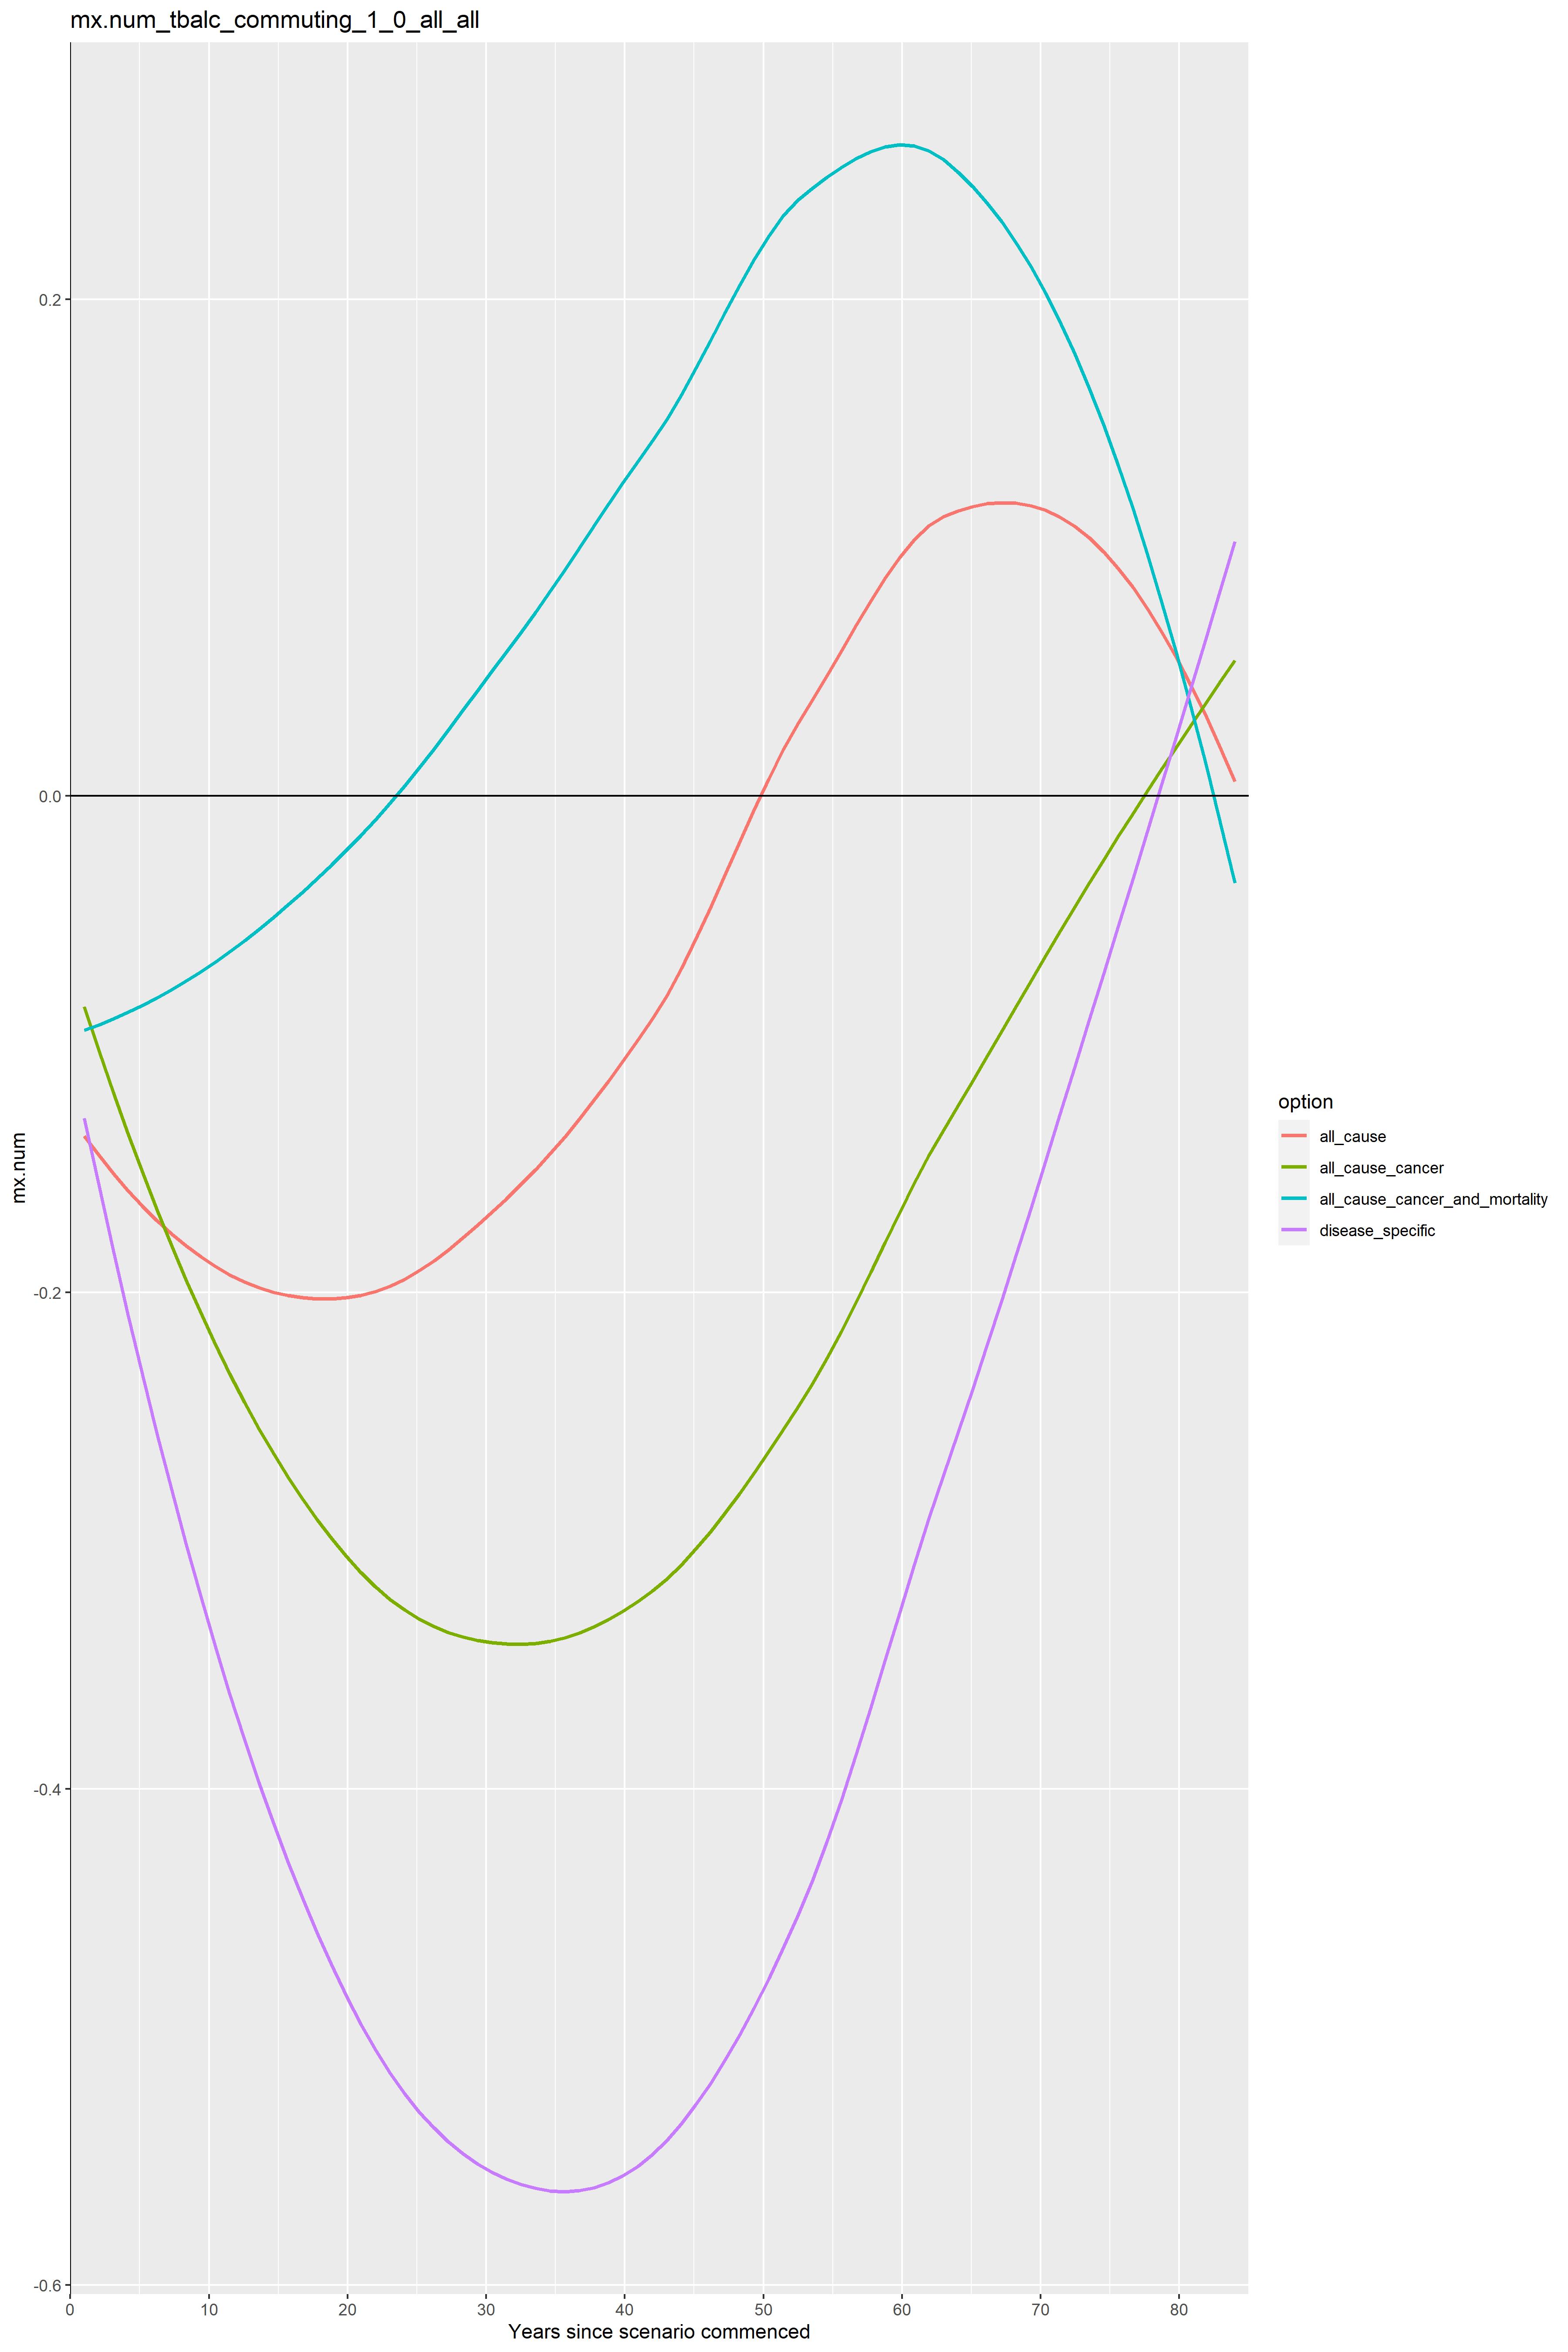 mx.num_tbalc_commuting_1_0_all_all
mx.num
0.2
0.0
-0.2
-0.4
-0.6
0 10 20 30 40 50 60 70 80
Years since scenario commenced
option
all_cause
all_cause_cancer
all_cause_cancer_and_mortality
disease_specific